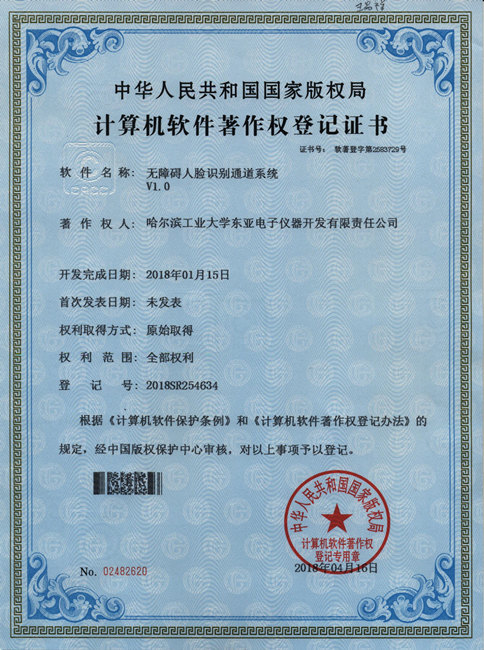 中华人民共和国国家版权局
计算机软件著作权登记证书
证书号： 软著登字第2583729号
软件名称： 无障碍人脸识别通道系统
V1.0
著作权人： 哈尔滨工业大学东亚电子仪器开发有限责任公司
开发完成日期： 2018年01月15日
首次发表日期： 未发表
权利取得方式： 原始取得
权利范围： 全部权利
登记号： 2018SR254634
根据《计算机软件保护条例》和《计算机软件著作权登记办法》的
规定，经中国版权保护中心审核，对以上事项予以登记。
中华人民共和国国家版权局
计算机软件著作权
登记专用章
2018年04月16日
No. 02482620